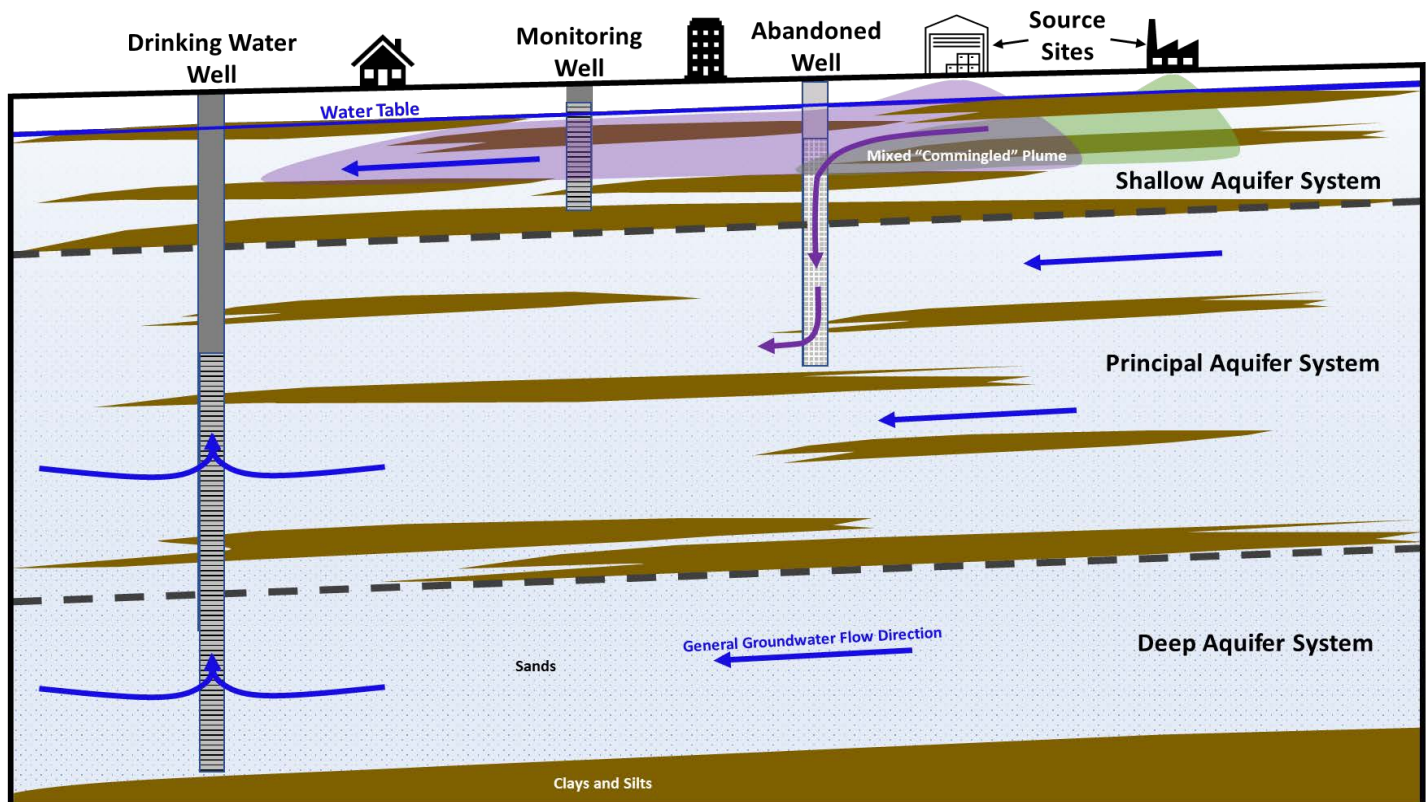 Drinking Water
Well
Monitoring
Well
Abandoned
Well
Source
Sites
Water Table
Mixed “Commingled” Plume
Shallow Aquifer System
Principal Aquifer System
General Groundwater Flow Direction
Deep Aquifer System
Sands
Clays and Silts